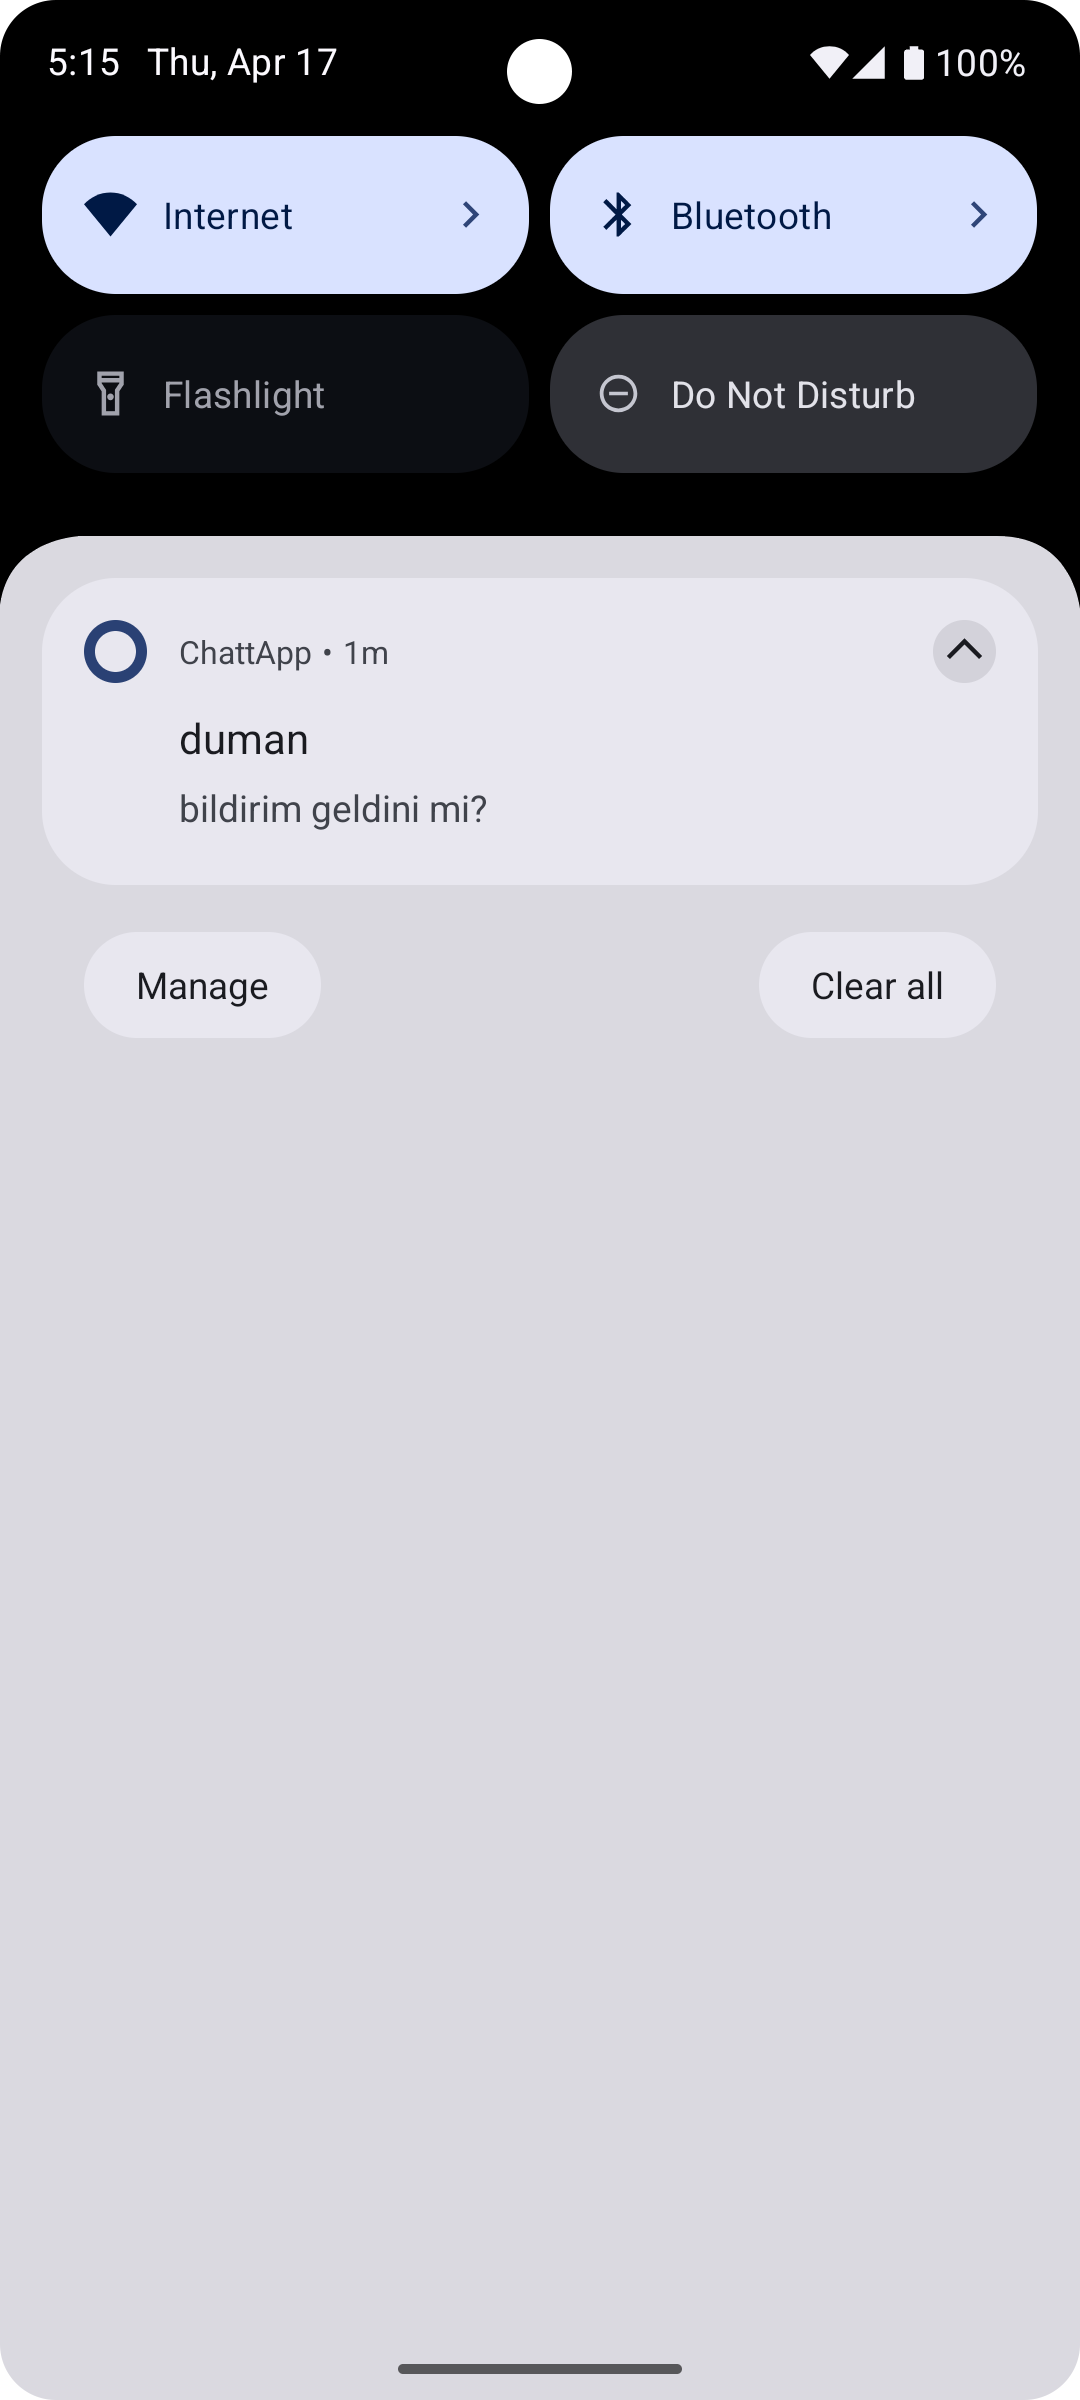 5:15 Thu, Apr 17 100%
Internet
Bluetooth
Flashlight
Do Not Disturb
ChattApp • 1m
duman
bildirim geldini mi?
Manage
Clear all